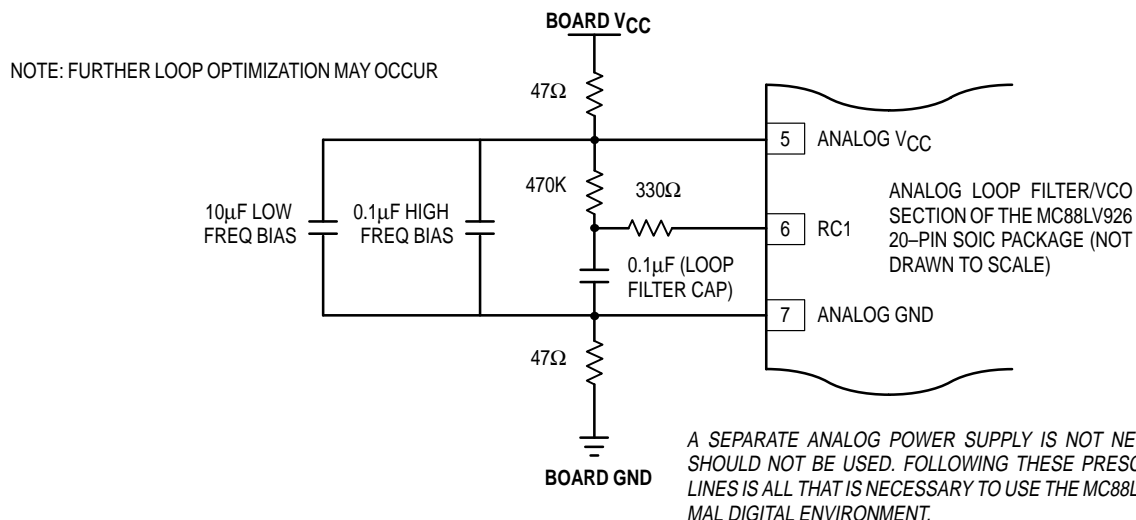 BOARD VCC
NOTE: FURTHER LOOP OPTIMIZATION MAY OCCUR
47Ω
5 ANALOG VCC
470K
330Ω
10µF LOW
FREQ BIAS
0.1µF HIGH
FREQ BIAS
6 RC1
ANALOG LOOP FILTER/VCO
SECTION OF THE MC88LV926
20–PIN SOIC PACKAGE (NOT
DRAWN TO SCALE)
0.1µF (LOOP
FILTER CAP)
7 ANALOG GND
47Ω
BOARD GND
A SEPARATE ANALOG POWER SUPPLY IS NOT NE
SHOULD NOT BE USED. FOLLOWING THESE PRESC
LINES IS ALL THAT IS NECESSARY TO USE THE MC88L
MAL DIGITAL ENVIRONMENT.